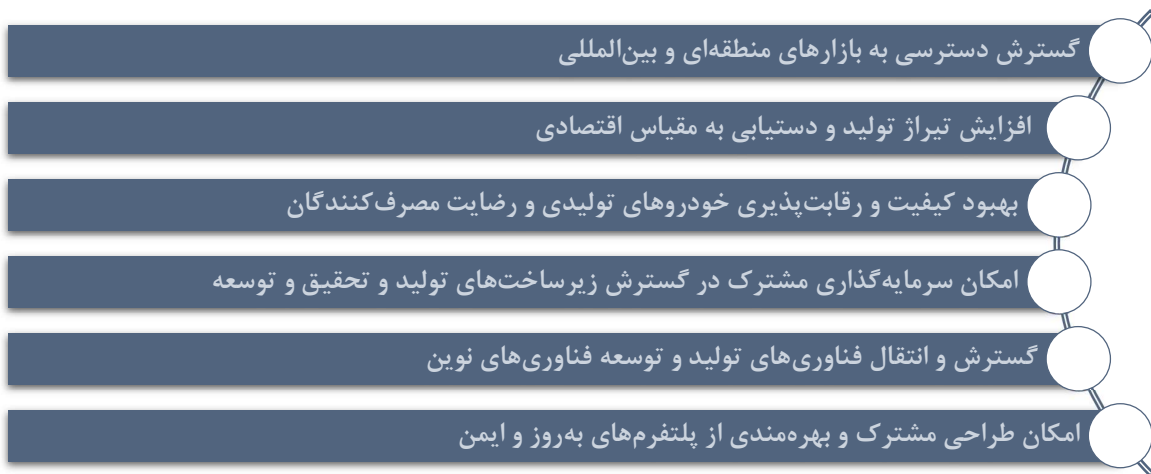 گسترش دسترسی به بازارهای منطقه‌ای و بین‌المللی
افزایش تیراژ تولید و دستیابی به مقیاس اقتصادی
بهبود کیفیت و رقابت‌پذیری خودروهای تولیدی و رضایت مصرف‌کنندگان
امکان سرمایه‌گذاری مشترک در گسترش زیرساخت‌های تولید و تحقیق و توسعه
گسترش و انتقال فناوری‌های تولید و توسعه فناوری‌های نوین
امکان طراحی مشترک و بهره‌مندی از پلتفرم‌های به‌روز و ایمن